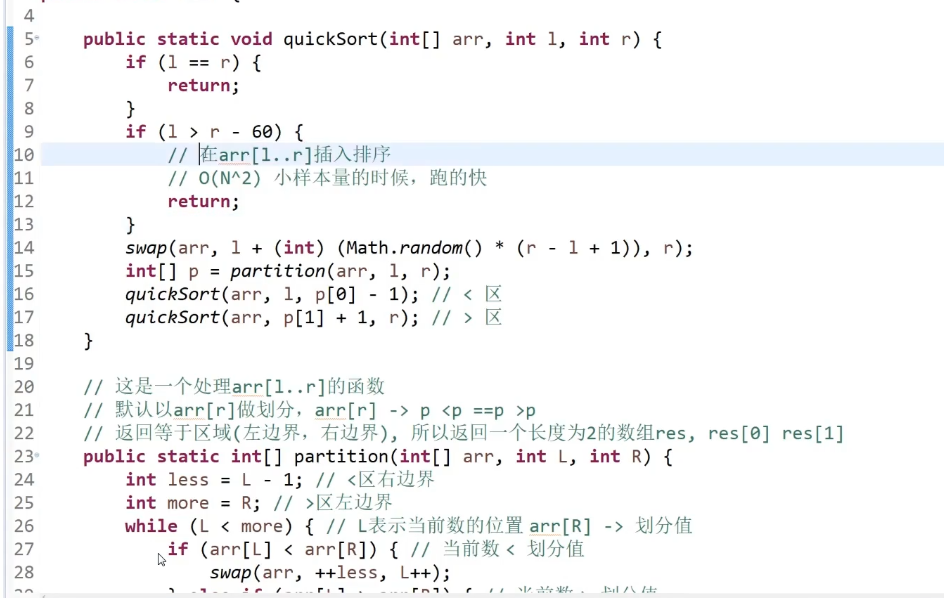 4
5 public static void quickSort(int[] arr, int l, int r) {
6 if (l == r) {
7 return;
8 }
9 if (l > r - 60) {
10 // 在arr[l..r]插入排序
11 // O(N^2) 小样本量的时候，跑的快
12 return;
13 }
14 swap(arr, l + (int) (Math.random() * (r - l + 1)), r);
15 int[] p = partition(arr, l, r);
16 quickSort(arr, l, p[0] - 1); // < 区
17 quickSort(arr, p[1] + 1, r); // > 区
18 }
19
20 // 这是一个处理arr[l..r]的函数
21 // 默认以arr[r]做划分，arr[r] -> p <p ==p >p
22 // 返回等于区域(左边界，右边界), 所以返回一个长度为2的数组res, res[0] res[1]
23 public static int[] partition(int[] arr, int L, int R) {
24 int less = L - 1; // <区右边界
25 int more = R; // >区左边界
26 while (L < more) { // L表示当前数的位置 arr[R] -> 划分值
27 if (arr[L] < arr[R]) { // 当前数 < 划分值
28 swap(arr, ++less, L++);